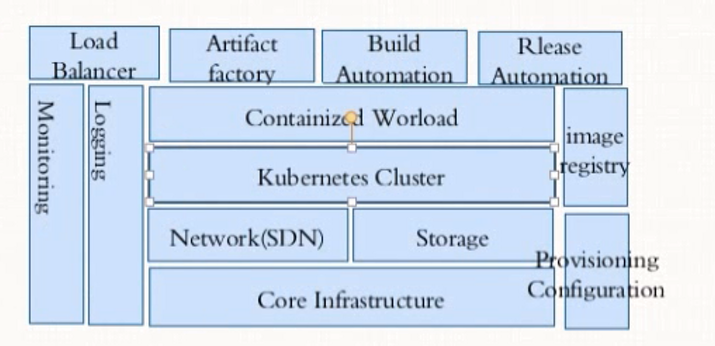 Load
Balancer
Artifact
factory
Build
Automation
Rlease
Automation
Monitoring
Logging
Containized Worload
image
registry
Kubernetes Cluster
Network(SDN)
Storage
Provisioning
Configuration
Core Infrastructure